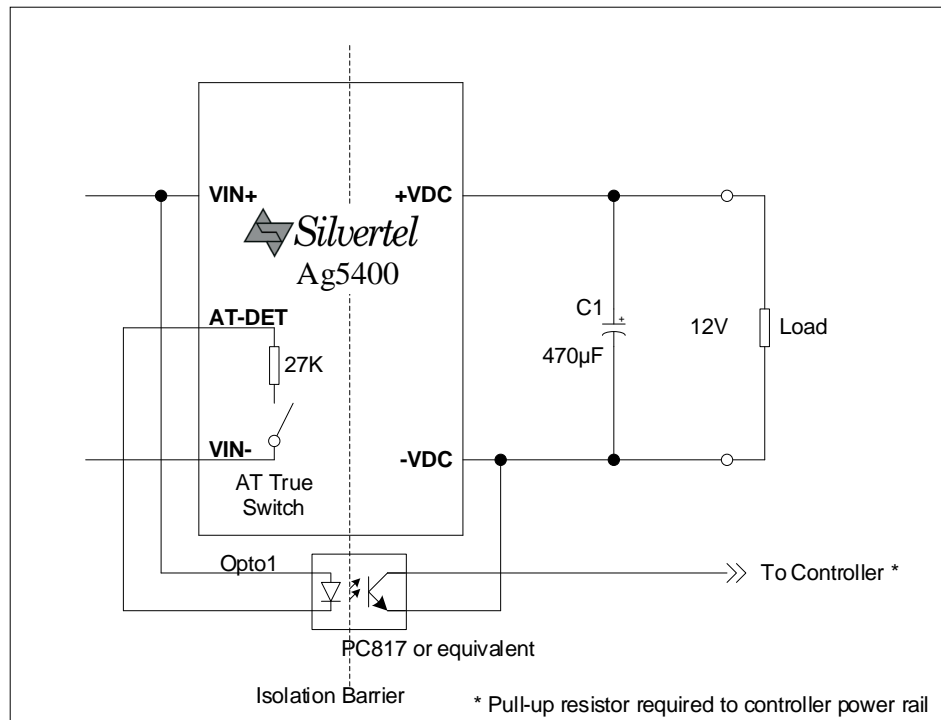 VIN+
+VDC
Silvertel
Ag5400
AT-DET
27K
C1
+
470µF
12V
Load
VIN-
-VDC
AT True
Switch
Opto1
To Controller *
PC817 or equivalent
Isolation Barrier
* Pull-up resistor required to controller power rail